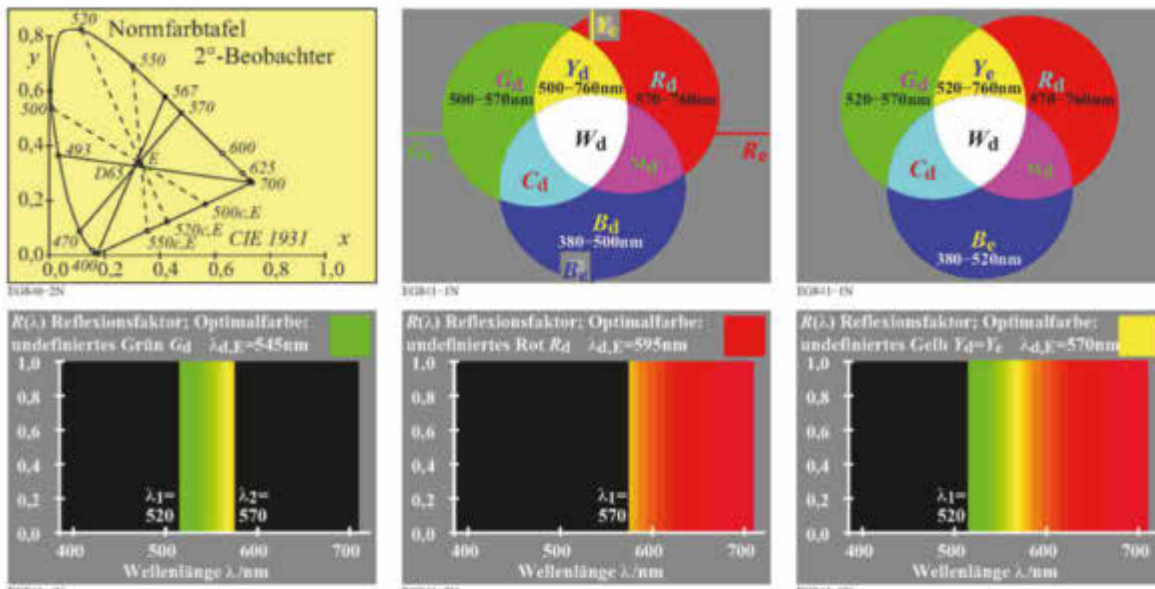 0,8
520
Normfarbtafel
y
550
2°-Beobachter
0,6
567
570
500
0,4
493
E
600
D65
625
700
0,2
500c,E
520c,E
470
550c,E
CIE 1931
x
0,0
400
0,0 0,2 0,4 0,6 0,8 1,0
Ye
Gd
500–570nm
Yd
500–760nm
Rd
570–760nm
Wd
Ge
Re
Cd
Md
Bd
380–500nm
Be
Gd
520–570nm
Ye
520–760nm
Rd
570–760nm
Wd
Cd
Md
Be
380–520nm
R(λ) Reflexionsfaktor; Optimalfarbe:
undefiniertes Grün Gd λd,E=545nm
1,0
0,8
0,6
0,4
0,2
0,0
λ1=
520
λ2=
570
400 500 600 700
Wellenlänge λ/nm
R(λ) Reflexionsfaktor; Optimalfarbe:
undefiniertes Rot Rd λd,E=595nm
1,0
0,8
0,6
0,4
0,2
0,0
λ1=
570
400 500 600 700
Wellenlänge λ/nm
R(λ) Reflexionsfaktor; Optimalfarbe:
undefiniertes Gelb Yd=Ye λd,E=570nm
1,0
0,8
0,6
0,4
0,2
0,0
λ1=
520
400 500 600 700
Wellenlänge λ/nm